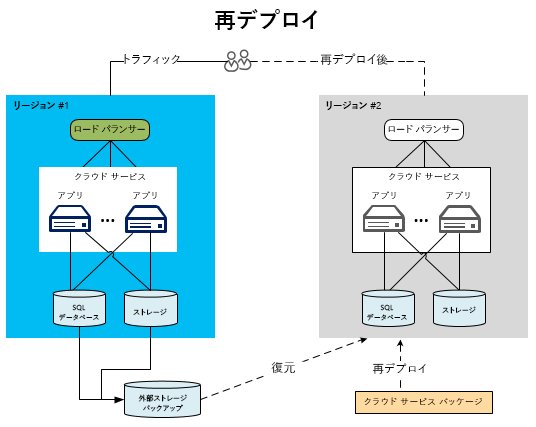 再デプロイ
トラフィック
再デプロイ後
リージョン #1
ロード バランサー
クラウド サービス
アプリ
アプリ
...
SQL
データベース
ストレージ
外部ストレージ
バックアップ
リージョン #2
ロード バランサー
クラウド サービス
アプリ
アプリ
...
SQL
データベース
ストレージ
復元
再デプロイ
クラウド サービス パッケージ